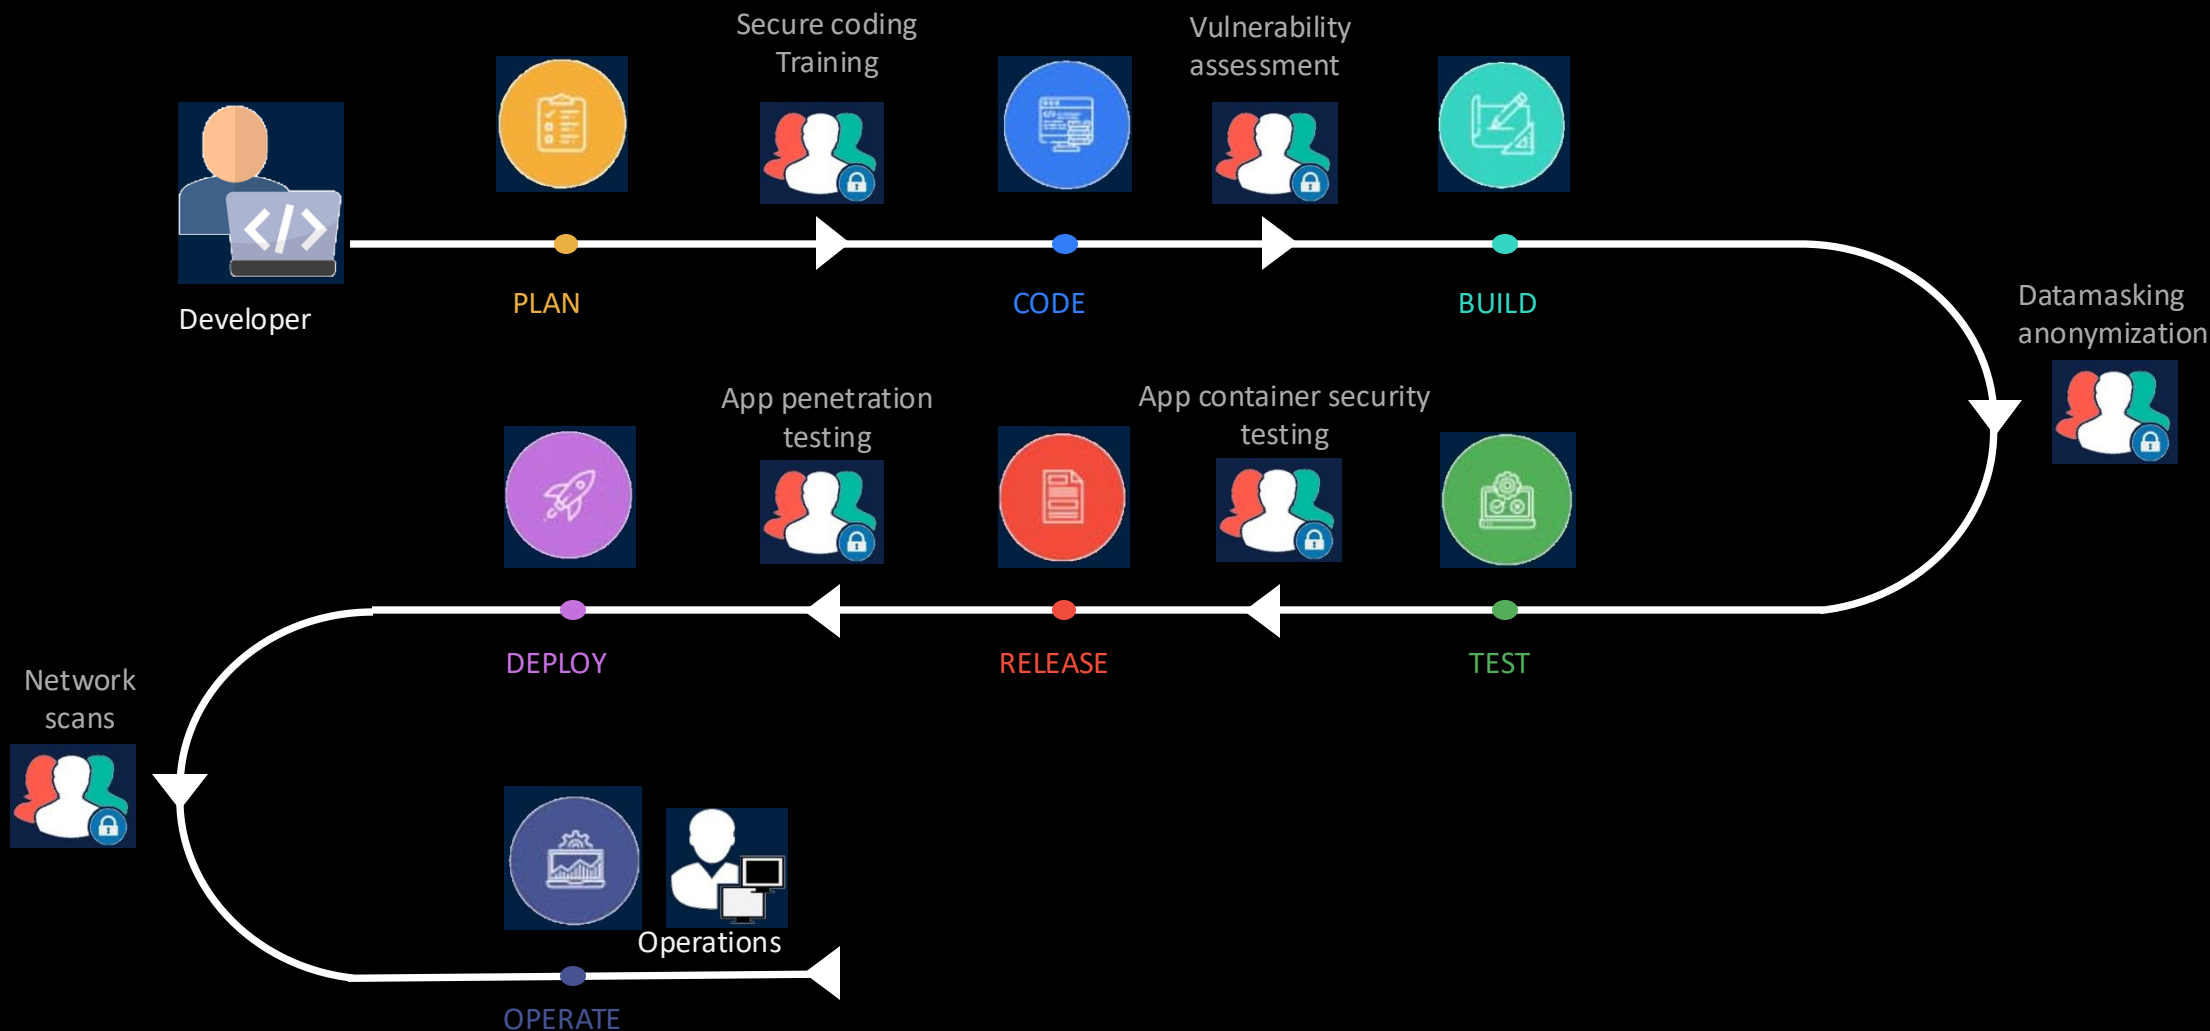 Secure coding
Training
Vulnerability
assessment
</>
Developer
PLAN
CODE
BUILD
Datamasking
anonymization
App penetration
testing
App container security
testing
DEPLOY
RELEASE
TEST
Network
scans
Operations
OPERATE